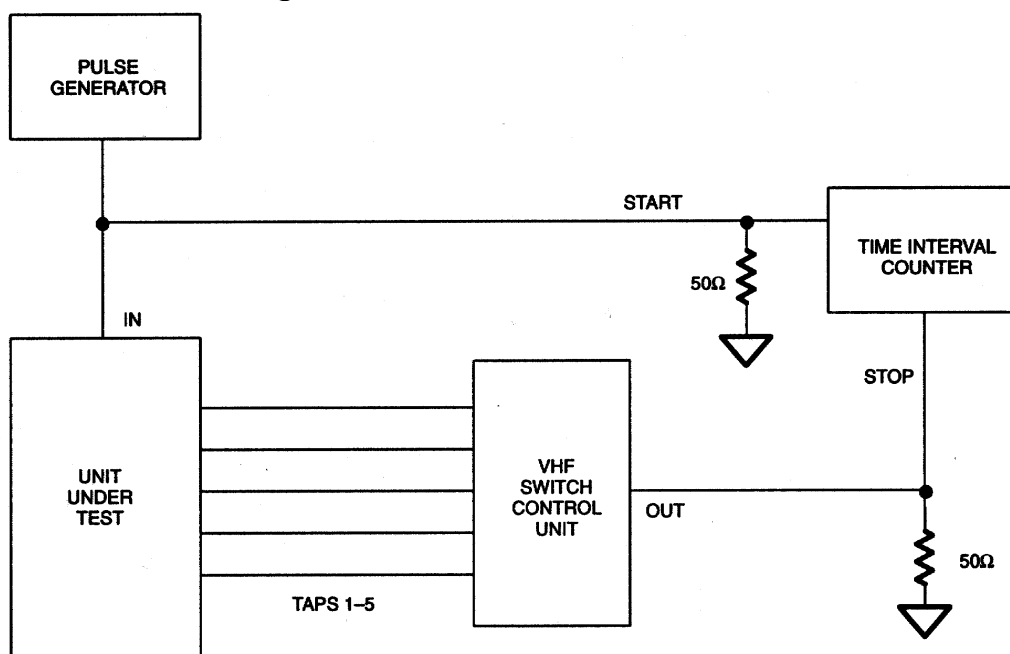 PULSE
GENERATOR
START
TIME INTERVAL
COUNTER
50Ω
IN
STOP
UNIT
UNDER
TEST
VHF
SWITCH
CONTROL
UNIT
OUT
50Ω
TAPS 1–5